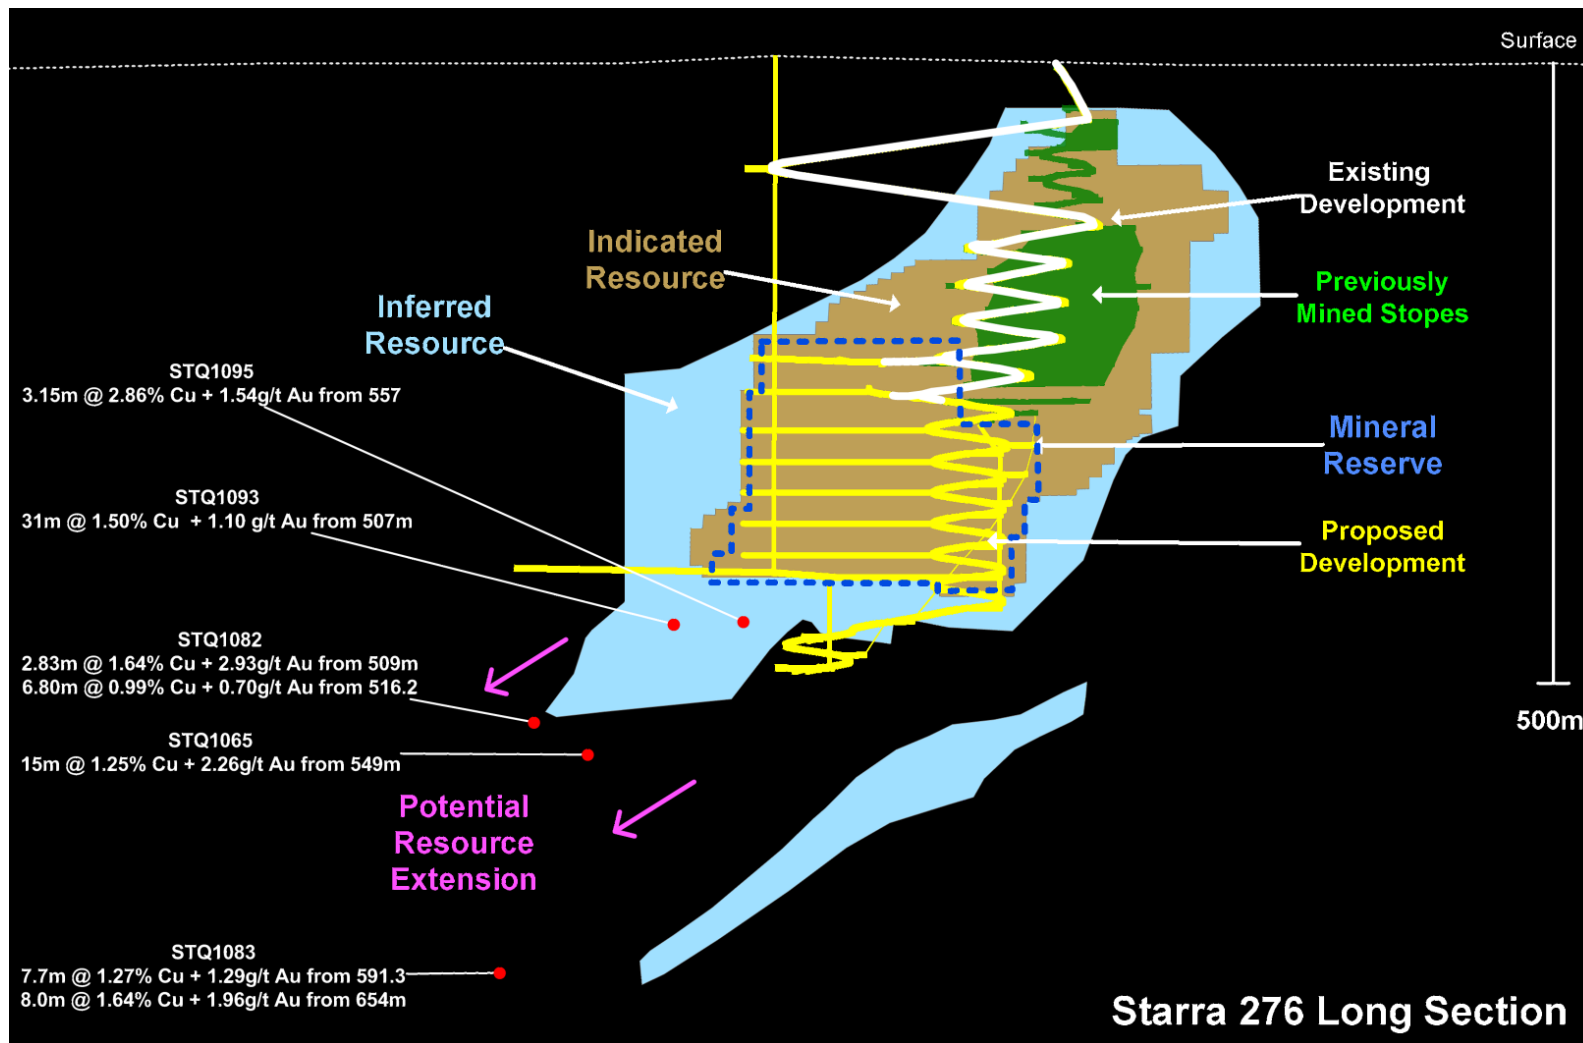 Surface
Existing
Development
Indicated
Resource
Previously
Mined Stopes
Inferred
Resource
STQ1095
3.15m @ 2.86% Cu + 1.54g/t Au from 557
Mineral
Reserve
STQ1093
31m @ 1.50% Cu + 1.10 g/t Au from 507m
Proposed
Development
STQ1082
2.83m @ 1.64% Cu + 2.93g/t Au from 509m
6.80m @ 0.99% Cu + 0.70g/t Au from 516.2
500m
STQ1065
15m @ 1.25% Cu + 2.26g/t Au from 549m
Potential
Resource
Extension
STQ1083
7.7m @ 1.27% Cu + 1.29g/t Au from 591.3
8.0m @ 1.64% Cu + 1.96g/t Au from 654m
Starra 276 Long Section